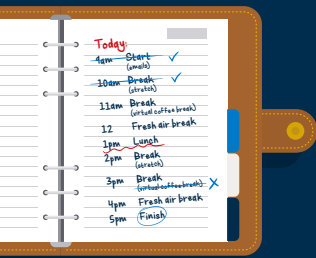 Today:
9am Start
(emails)
10am Break
(stretch)
11am Break
(virtual coffee break)
12 Fresh air break
1pm Lunch
2pm Break
(stretch)
3pm Break
(virtual coffee break)
4pm Fresh air break
5pm Finish